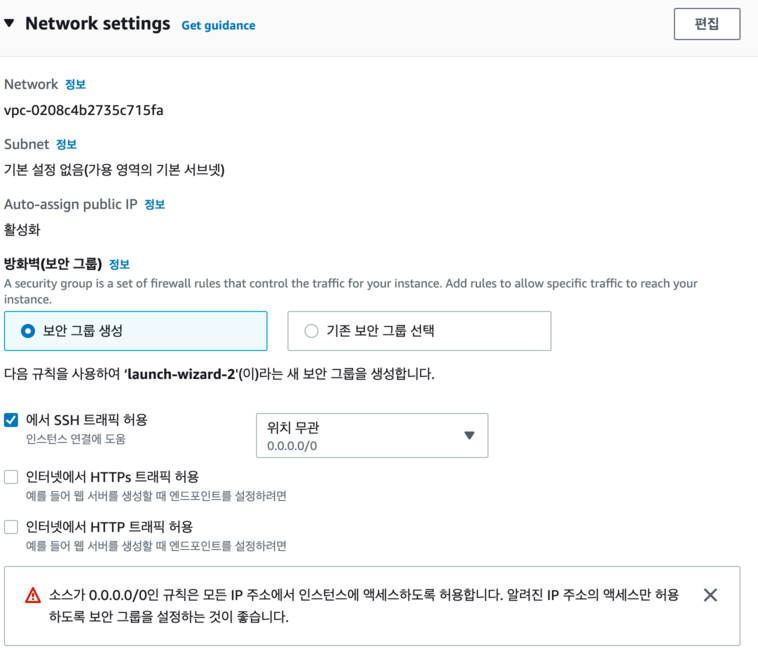 Network settings Get guidance
편집
Network 정보
vpc-0208c4b2735c715fa
Subnet 정보
기본 설정 없음(가용 영역의 기본 서브넷)
Auto-assign public IP 정보
활성화
방화벽(보안 그룹) 정보
A security group is a set of firewall rules that control the traffic for your instance. Add rules to allow specific traffic to reach your
instance.
보안 그룹 생성
기존 보안 그룹 선택
다음 규칙을 사용하여 'launch-wizard-2'(이)라는 새 보안 그룹을 생성합니다.
에서 SSH 트래픽 허용
인스턴스 연결에 도움
위치 무관
0.0.0.0/0
인터넷에서 HTTPs 트래픽 허용
예를 들어 웹 서버를 생성할 때 엔드포인트를 설정하려면
인터넷에서 HTTP 트래픽 허용
예를 들어 웹 서버를 생성할 때 엔드포인트를 설정하려면
소스가 0.0.0.0/0인 규칙은 모든 IP 주소에서 인스턴스에 액세스하도록 허용합니다. 알려진 IP 주소의 액세스만 허용
하도록 보안 그룹을 설정하는 것이 좋습니다.